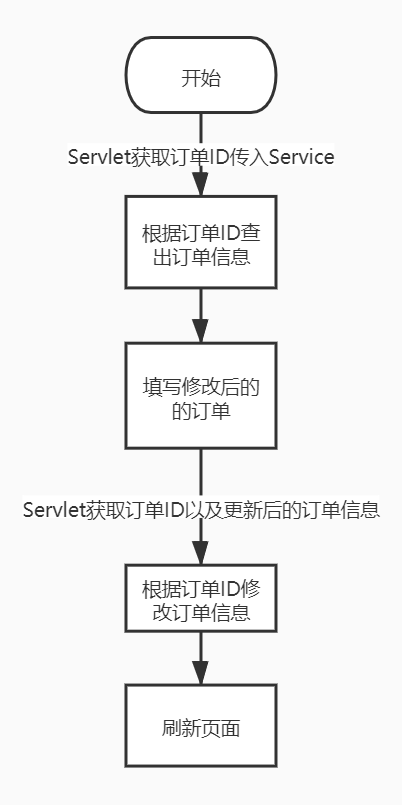 开始
Servlet获取订单ID传入Service
根据订单ID查
出订单信息
填写修改后的
的订单
Servlet获取订单ID以及更新后的订单信息
根据订单ID修
改订单信息
刷新页面